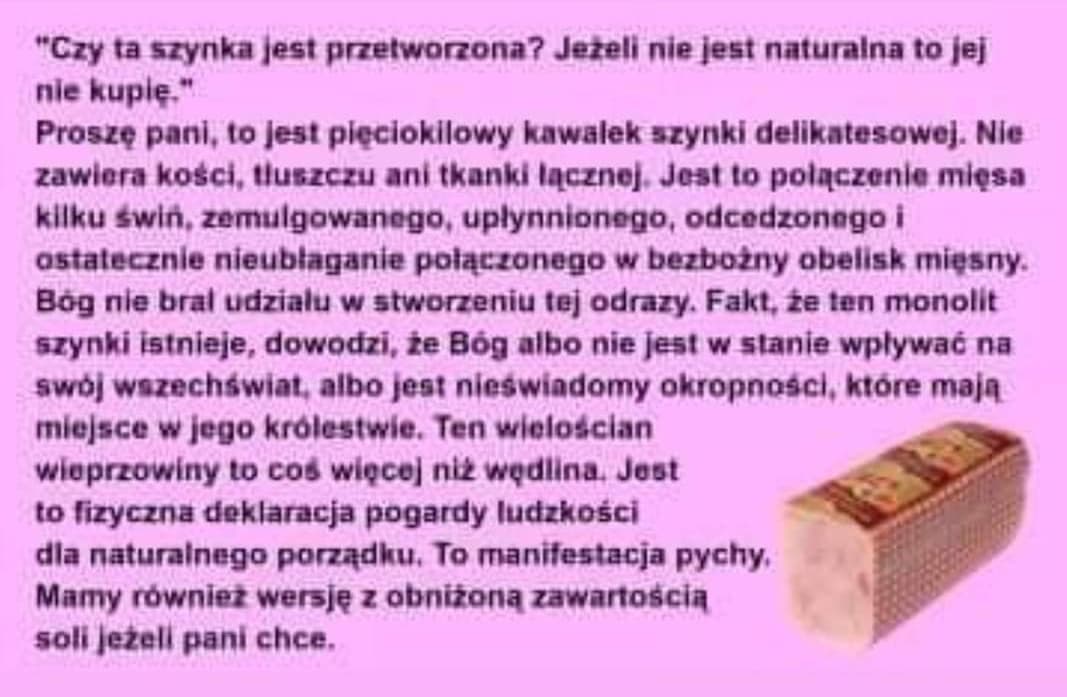 "Czy ta szynka jest przetworzona? Jeżeli nie jest naturalna to jej
nie kupię."
Proszę pani, to jest pięciokilowy kawałek szynki delikatesowej. Nie
zawiera kości, tłuszczu ani tkanki łącznej. Jest to połączenie mięsa
kilku świń, zemulgowanego, upłynnionego, odcedzonego i
ostatecznie nieubłaganie połączonego w bezbożny obelisk mięsny.
Bóg nie brał udziału w stworzeniu tej odrazy. Fakt, że ten monolit
szynki istnieje, dowodzi, że Bóg albo nie jest w stanie wpływać na
swój wszechświat, albo jest nieświadomy okropności, które mają
miejsce w jego królestwie. Ten wielościan
wieprzowiny to coś więcej niż wędlina. Jest
to fizyczna deklaracja pogardy ludzkości
dla naturalnego porządku. To manifestacja pychy.
Mamy również wersję z obniżoną zawartością
soli jeżeli pani chce.